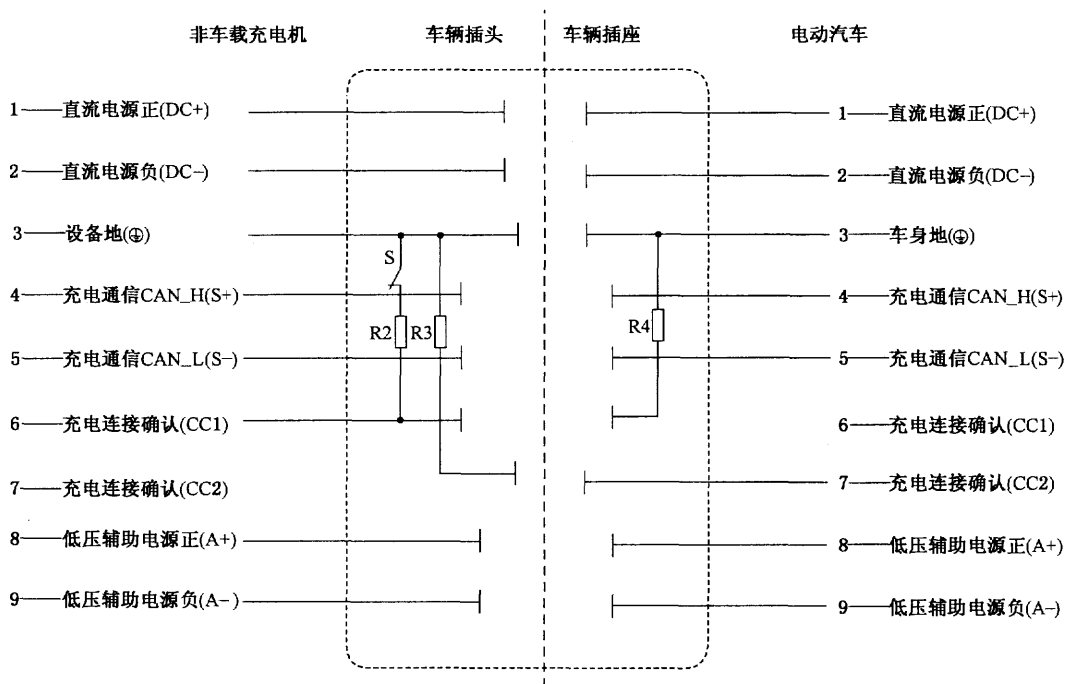 非车载充电机 车辆插头 车辆插座 电动汽车
1——直流电源正(DC+) 1——直流电源正(DC+)
2——直流电源负(DC-) 2——直流电源负(DC-)
3——设备地(⏚) 3——车身地(⏚)
S
4——充电通信CAN_H(S+) 4——充电通信CAN_H(S+)
R2 R3 R4
5——充电通信CAN_L(S-) 5——充电通信CAN_L(S-)
6——充电连接确认(CC1) 6——充电连接确认(CC1)
7——充电连接确认(CC2) 7——充电连接确认(CC2)
8——低压辅助电源正(A+) 8——低压辅助电源正(A+)
9——低压辅助电源负(A-) 9——低压辅助电源负(A-)